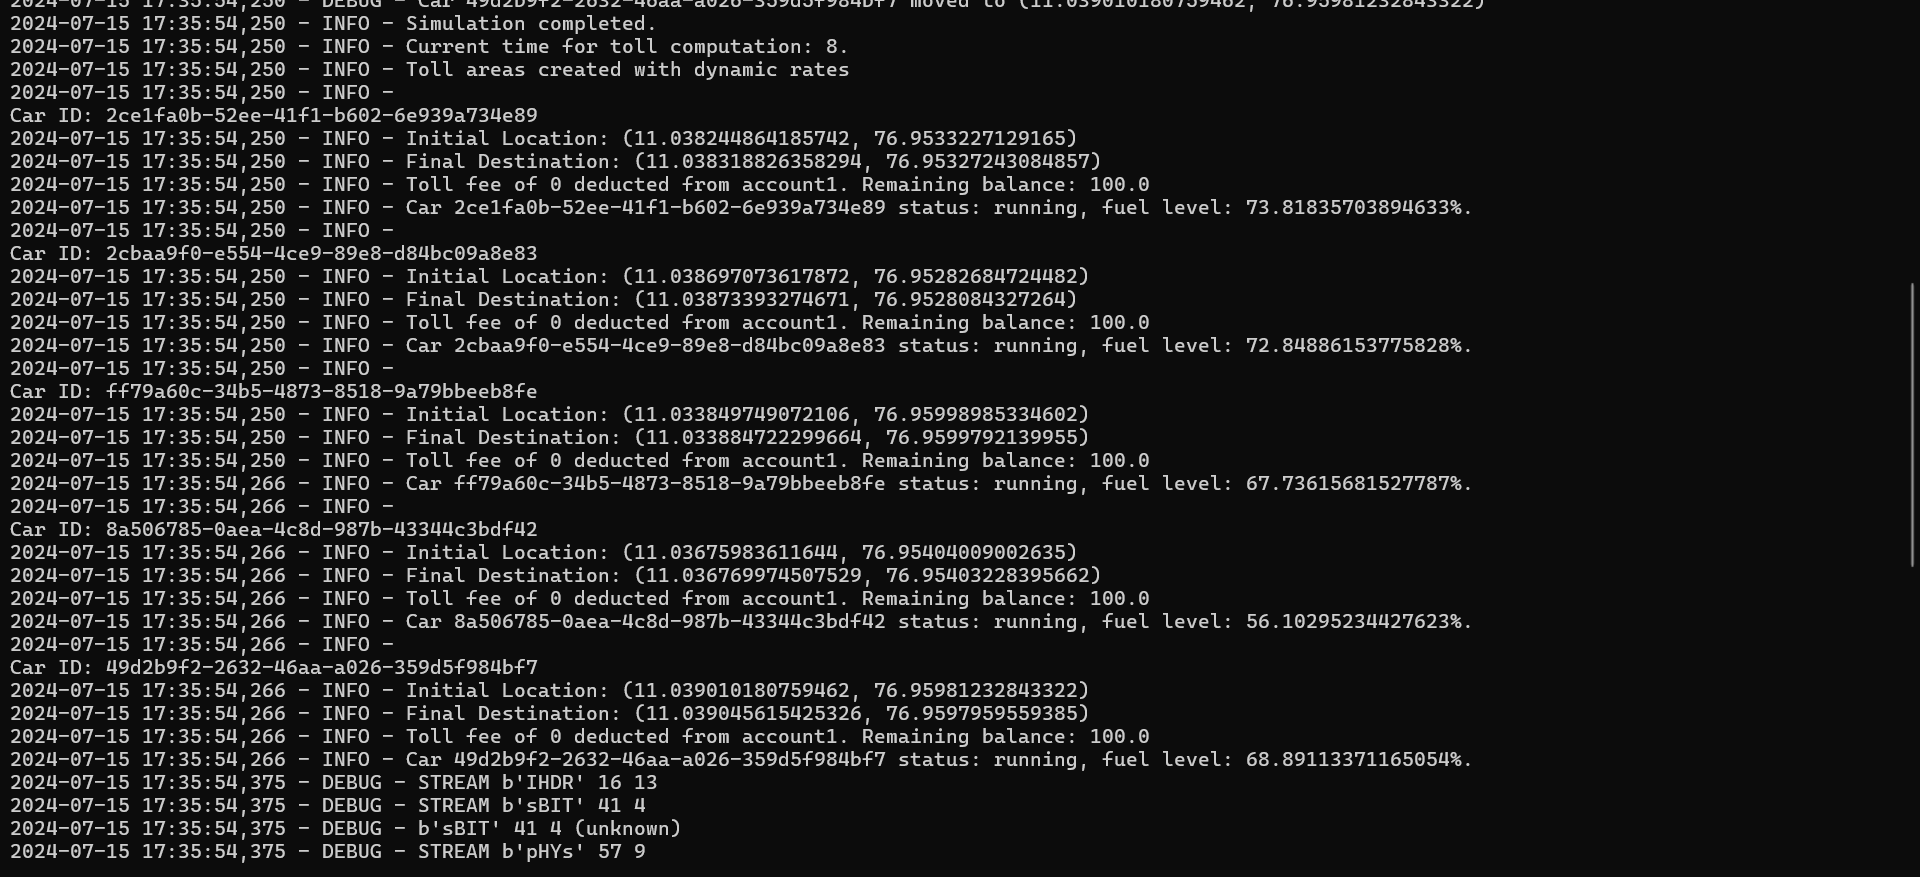 2024-07-15 17:35:54,250 - DEBUG - Car 49d2b9f2-2632-46aa-a026-359d5f984bf7 moved to (11.039010180759462, 76.95981232843322)
2024-07-15 17:35:54,250 - INFO - Simulation completed.
2024-07-15 17:35:54,250 - INFO - Current time for toll computation: 8.
2024-07-15 17:35:54,250 - INFO - Toll areas created with dynamic rates
2024-07-15 17:35:54,250 - INFO -
Car ID: 2ce1fa0b-52ee-41f1-b602-6e939a734e89
2024-07-15 17:35:54,250 - INFO - Initial Location: (11.038244864185742, 76.9533227129165)
2024-07-15 17:35:54,250 - INFO - Final Destination: (11.038318826358294, 76.95327243084857)
2024-07-15 17:35:54,250 - INFO - Toll fee of 0 deducted from account1. Remaining balance: 100.0
2024-07-15 17:35:54,250 - INFO - Car 2ce1fa0b-52ee-41f1-b602-6e939a734e89 status: running, fuel level: 73.81835703894633%.
2024-07-15 17:35:54,250 - INFO -
Car ID: 2cbaa9f0-e554-4ce9-89e8-d84bc09a8e83
2024-07-15 17:35:54,250 - INFO - Initial Location: (11.038697073617872, 76.95282684724482)
2024-07-15 17:35:54,250 - INFO - Final Destination: (11.03873393274671, 76.9528084327264)
2024-07-15 17:35:54,250 - INFO - Toll fee of 0 deducted from account1. Remaining balance: 100.0
2024-07-15 17:35:54,250 - INFO - Car 2cbaa9f0-e554-4ce9-89e8-d84bc09a8e83 status: running, fuel level: 72.84886153775828%.
2024-07-15 17:35:54,250 - INFO -
Car ID: ff79a60c-34b5-4873-8518-9a79bbeeb8fe
2024-07-15 17:35:54,250 - INFO - Initial Location: (11.033849749072106, 76.95998985334602)
2024-07-15 17:35:54,250 - INFO - Final Destination: (11.033884722299664, 76.9599792139955)
2024-07-15 17:35:54,250 - INFO - Toll fee of 0 deducted from account1. Remaining balance: 100.0
2024-07-15 17:35:54,266 - INFO - Car ff79a60c-34b5-4873-8518-9a79bbeeb8fe status: running, fuel level: 67.73615681527787%.
2024-07-15 17:35:54,266 - INFO -
Car ID: 8a506785-0aea-4c8d-987b-43344c3bdf42
2024-07-15 17:35:54,266 - INFO - Initial Location: (11.03675983611644, 76.95404009002635)
2024-07-15 17:35:54,266 - INFO - Final Destination: (11.036769974507529, 76.95403228395662)
2024-07-15 17:35:54,266 - INFO - Toll fee of 0 deducted from account1. Remaining balance: 100.0
2024-07-15 17:35:54,266 - INFO - Car 8a506785-0aea-4c8d-987b-43344c3bdf42 status: running, fuel level: 56.10295234427623%.
2024-07-15 17:35:54,266 - INFO -
Car ID: 49d2b9f2-2632-46aa-a026-359d5f984bf7
2024-07-15 17:35:54,266 - INFO - Initial Location: (11.039010180759462, 76.95981232843322)
2024-07-15 17:35:54,266 - INFO - Final Destination: (11.039045615425326, 76.9597959559385)
2024-07-15 17:35:54,266 - INFO - Toll fee of 0 deducted from account1. Remaining balance: 100.0
2024-07-15 17:35:54,266 - INFO - Car 49d2b9f2-2632-46aa-a026-359d5f984bf7 status: running, fuel level: 68.89113371165054%.
2024-07-15 17:35:54,375 - DEBUG - STREAM b'IHDR' 16 13
2024-07-15 17:35:54,375 - DEBUG - STREAM b'sBIT' 41 4
2024-07-15 17:35:54,375 - DEBUG - b'sBIT' 41 4 (unknown)
2024-07-15 17:35:54,375 - DEBUG - STREAM b'pHYs' 57 9